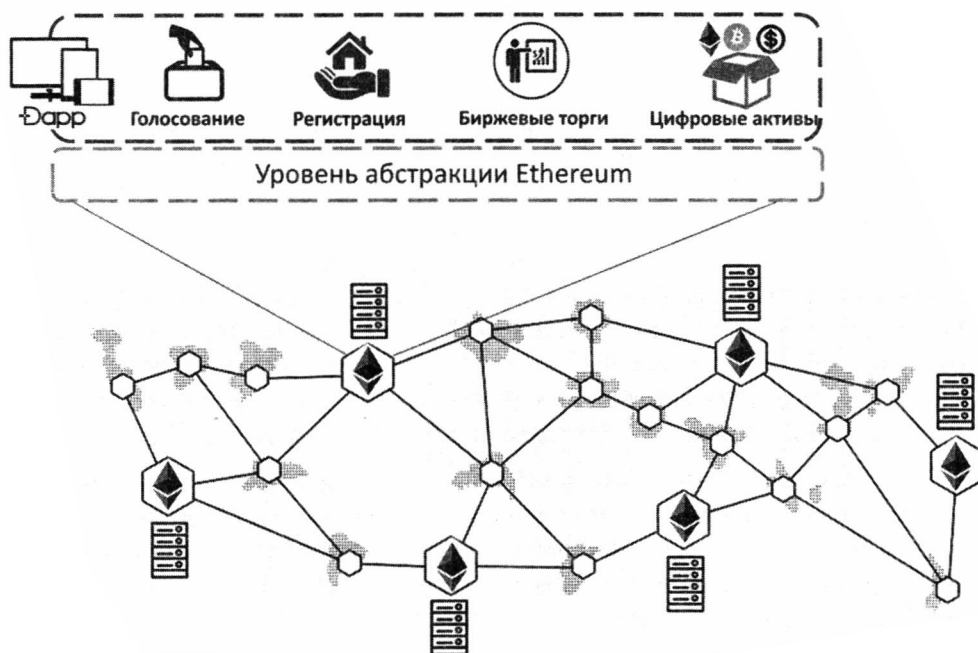 Dapp
Голосование
Регистрация
Биржевые торги
Цифровые активы
Уровень абстракции Ethereum